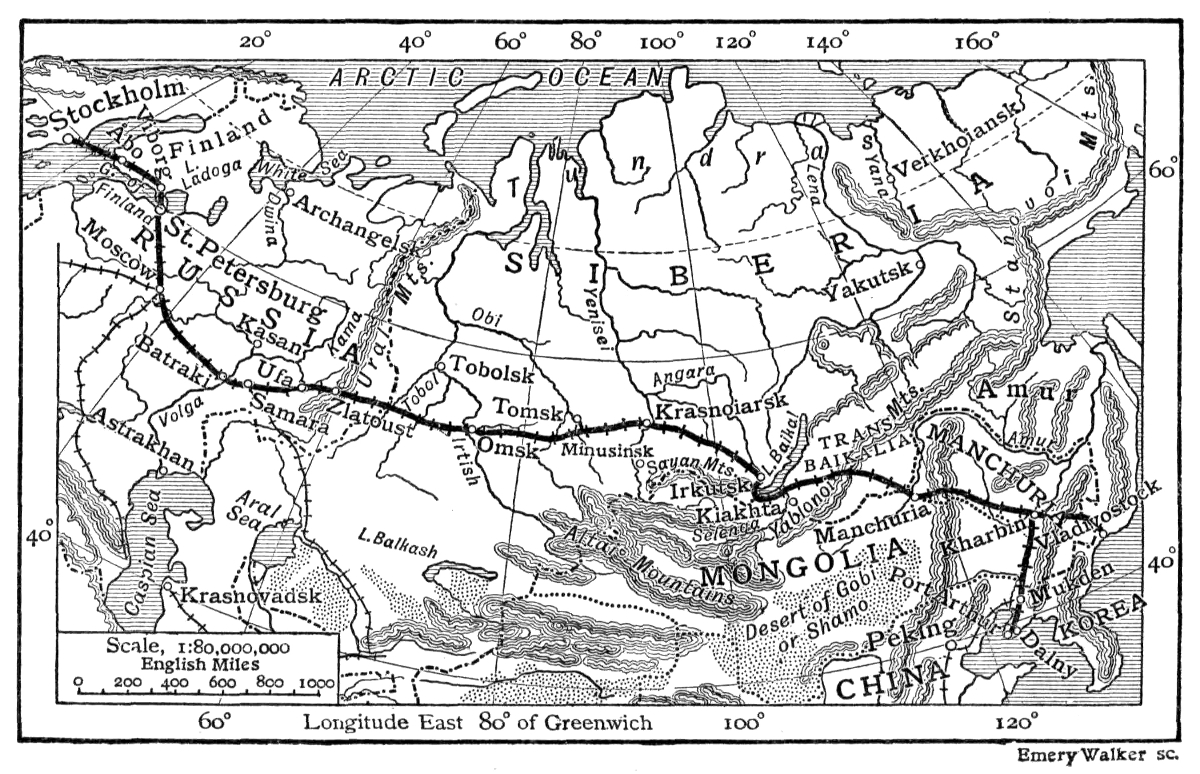 20° 40° 60° 80° 100° 120° 140° 160°
ARCTIC OCEAN
Stockholm
Åbo
Viborg
Finland
L. Ladoga
G. of Finland
White Sea
Dwina
Archangelsk
St. Petersburg
Moscow
RUSSIA
Kasan
Kama
Ural Mts.
Tundra
SIBERIA
Lena
Yana
Verkhoiansk
60°
Stanovoi Mts
Yakutsk
Obi
Yenisei
Angara
Batraki
Ufa
Samara
Zlatoust
Volga
Tobol
Tobolsk
Tomsk
Omsk
Irtish
Krasnoiarsk
Minusinsk
Sayan Mts.
L. Baikal
Irkutsk
TRANS-
BAIKALIA
Mts.
Amur
Amur
MANCHURIA
Astrakhan
Kiakhta
Selenga
Yablonoi
Manchuria
Kharbin
Vladivostock
Aral Sea
L. Balkash
Altai Mountains
MONGOLIA
40°
40°
Caspian Sea
Krasnovadsk
Desert of Gobi
or Shamo
Port Arthur
Mukden
KOREA
Peking
Dalny
CHINA
Scale, 1:80,000,000
English Miles
0 200 400 600 800 1000
60° Longitude East 80° of Greenwich 100° 120°
Emery Walker sc.